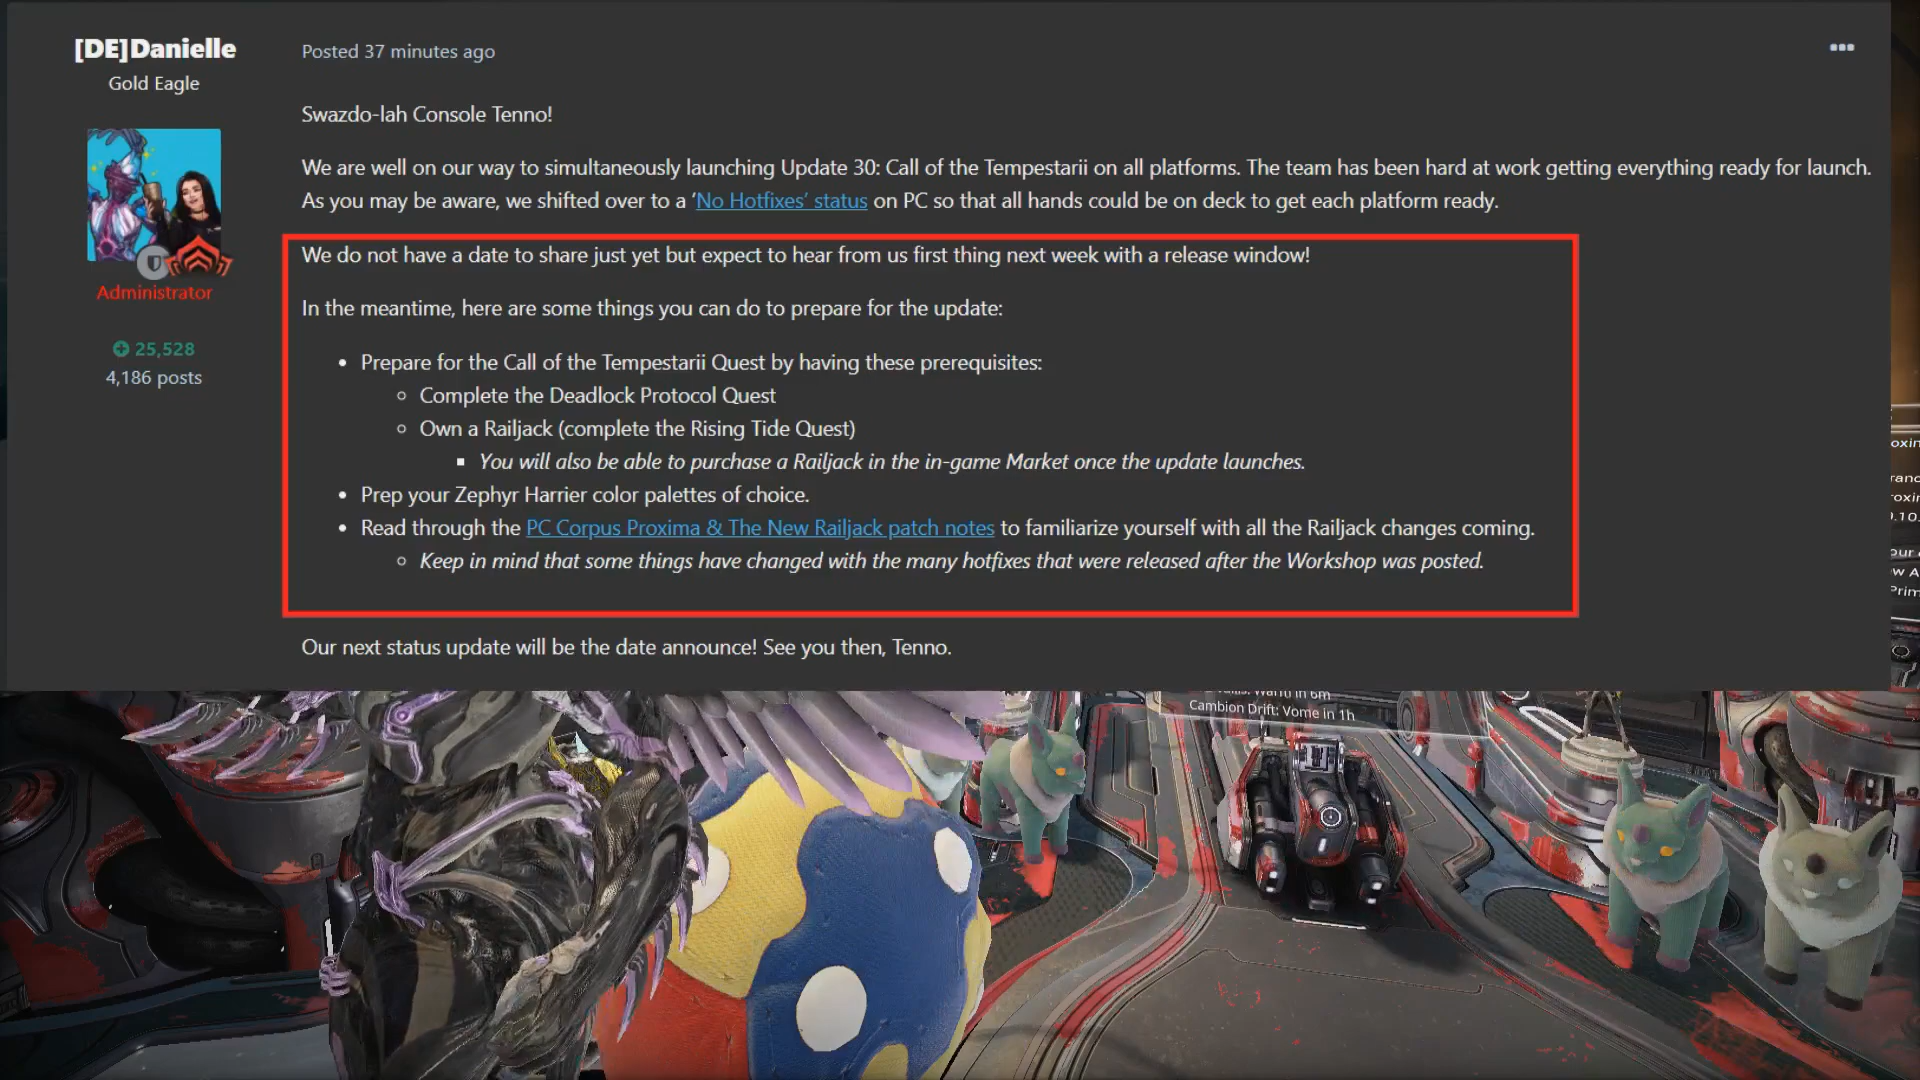 [DE]Danielle
Gold Eagle
Administrator
25,528
4,186 posts
Posted 37 minutes ago
Swazdo-lah Console Tenno!
We are well on our way to simultaneously launching Update 30: Call of the Tempestarii on all platforms. The team has been hard at work getting everything ready for launch.
As you may be aware, we shifted over to a ‘No Hotfixes’ status on PC so that all hands could be on deck to get each platform ready.
We do not have a date to share just yet but expect to hear from us first thing next week with a release window!
In the meantime, here are some things you can do to prepare for the update:
Prepare for the Call of the Tempestarii Quest by having these prerequisites:
Complete the Deadlock Protocol Quest
Own a Railjack (complete the Rising Tide Quest)
You will also be able to purchase a Railjack in the in-game Market once the update launches.
Prep your Zephyr Harrier color palettes of choice.
Read through the PC Corpus Proxima & The New Railjack patch notes to familiarize yourself with all the Railjack changes coming.
Keep in mind that some things have changed with the many hotfixes that were released after the Workshop was posted.
Our next status update will be the date announce! See you then, Tenno.
Warm in 6m
Cambion Drift: Vome in 1h